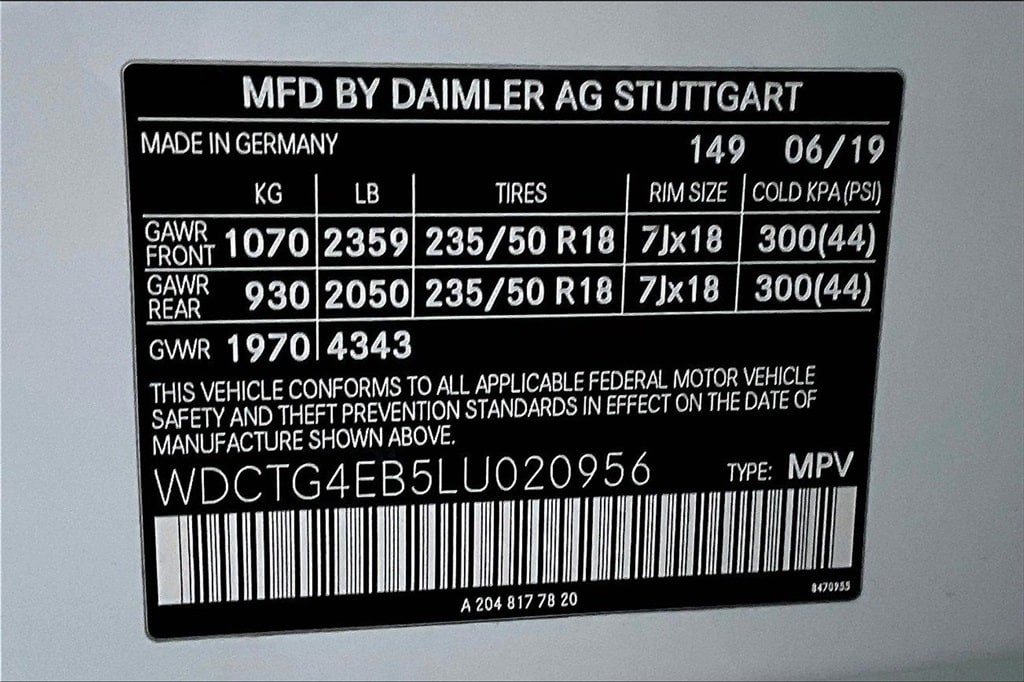 MFD BY DAIMLER AG STUTTGART
MADE IN GERMANY 149 06/19
KG LB TIRES RIM SIZE COLD KPA (PSI)
GAWR FRONT 1070 2359 235/50 R18 7Jx18 300(44)
GAWR REAR 930 2050 235/50 R18 7Jx18 300(44)
GVWR 1970 4343
THIS VEHICLE CONFORMS TO ALL APPLICABLE FEDERAL MOTOR VEHICLE
SAFETY AND THEFT PREVENTION STANDARDS IN EFFECT ON THE DATE OF
MANUFACTURE SHOWN ABOVE.
WDCTG4EB5LU020956 TYPE: MPV
A 204 817 78 20 8470955